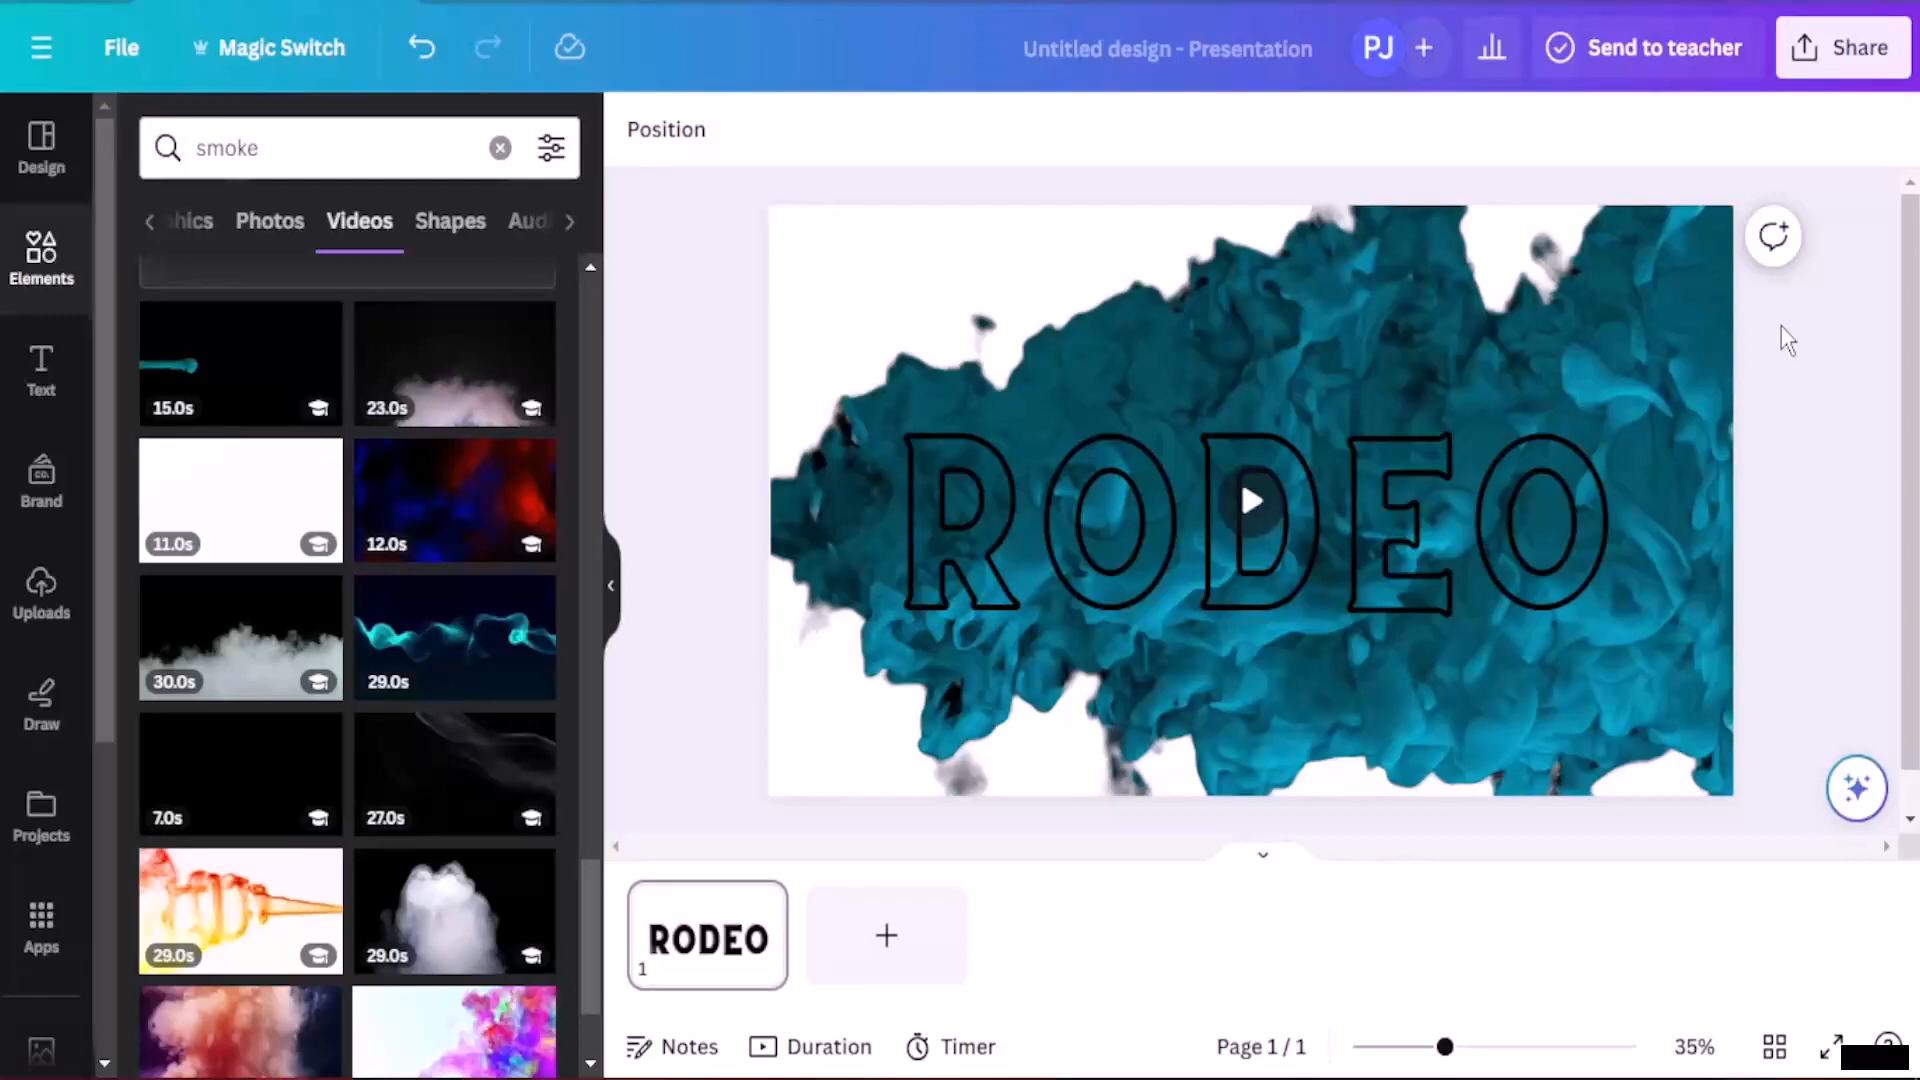 File
Magic Switch
Untitled design - Presentation
PJ
+
Send to teacher
Share
Design
Elements
Text
Brand
CO.
Uploads
Draw
Projects
Apps
smoke
Photos
Videos
Shapes
15.0s
23.0s
11.0s
12.0s
30.0s
29.0s
7.0s
27.0s
29.0s
29.0s
Position
RODEO
RODEO
1
+
Notes
Duration
Timer
Page 1 / 1
35%